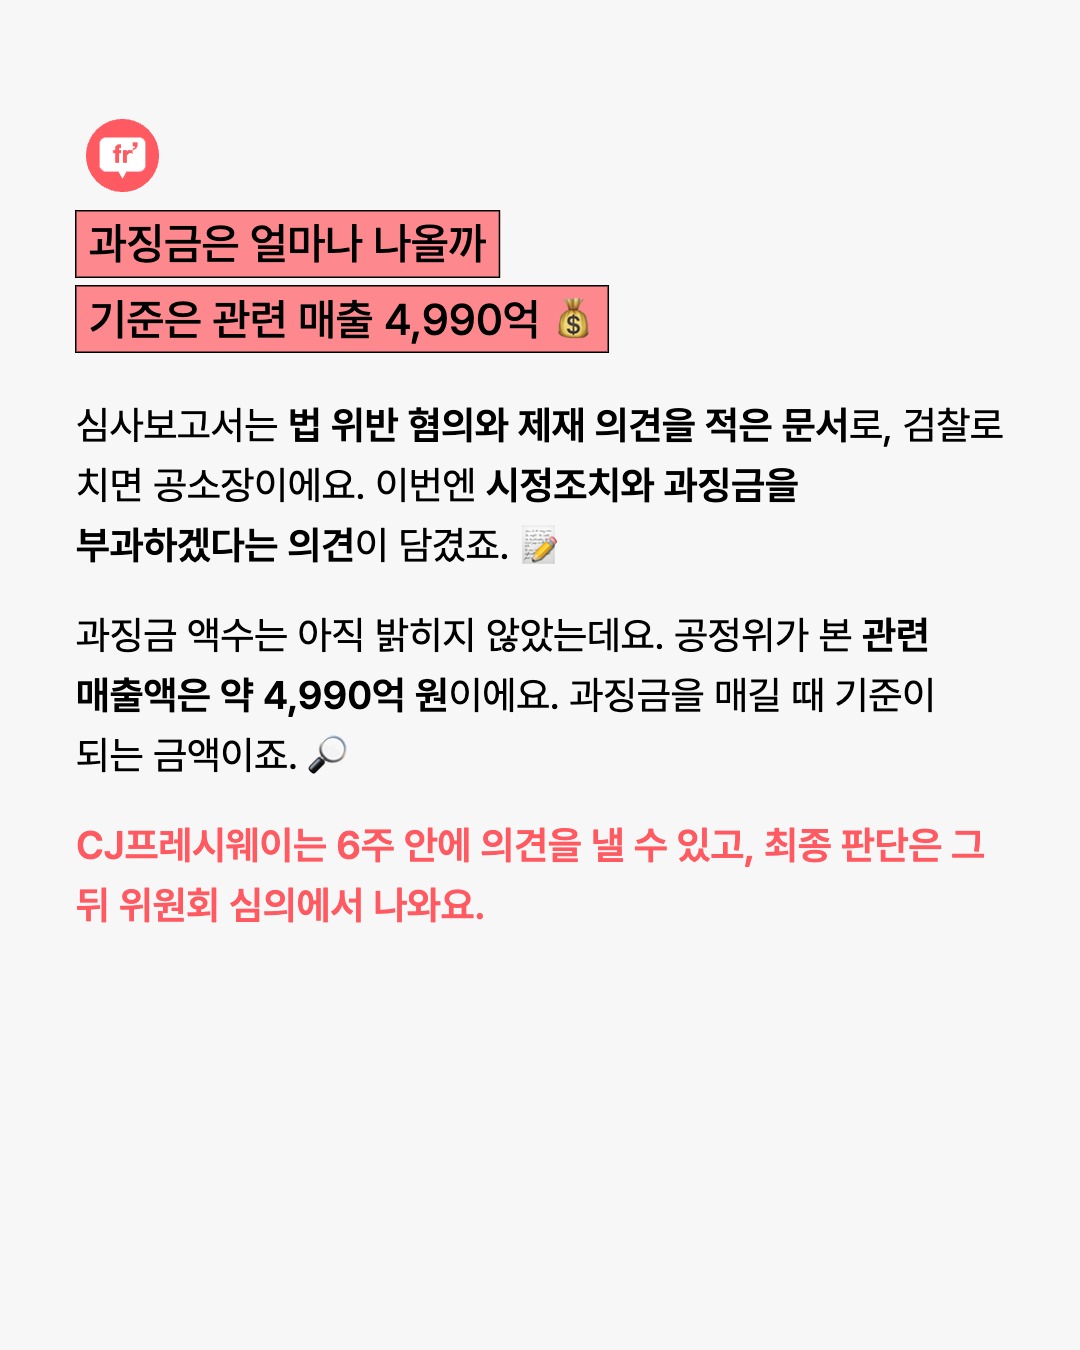 fr'
과징금은 얼마나 나올까
기준은 관련 매출 4,990억 💰
심사보고서는 법 위반 혐의와 제재 의견을 적은 문서로, 검찰로
치면 공소장이에요. 이번엔 시정조치와 과징금을
부과하겠다는 의견이 담겼죠. 📝
과징금 액수는 아직 밝히지 않았는데요. 공정위가 본 관련
매출액은 약 4,990억 원이에요. 과징금을 매길 때 기준이
되는 금액이죠. 🔎
CJ프레시웨이는 6주 안에 의견을 낼 수 있고, 최종 판단은 그
뒤 위원회 심의에서 나와요.